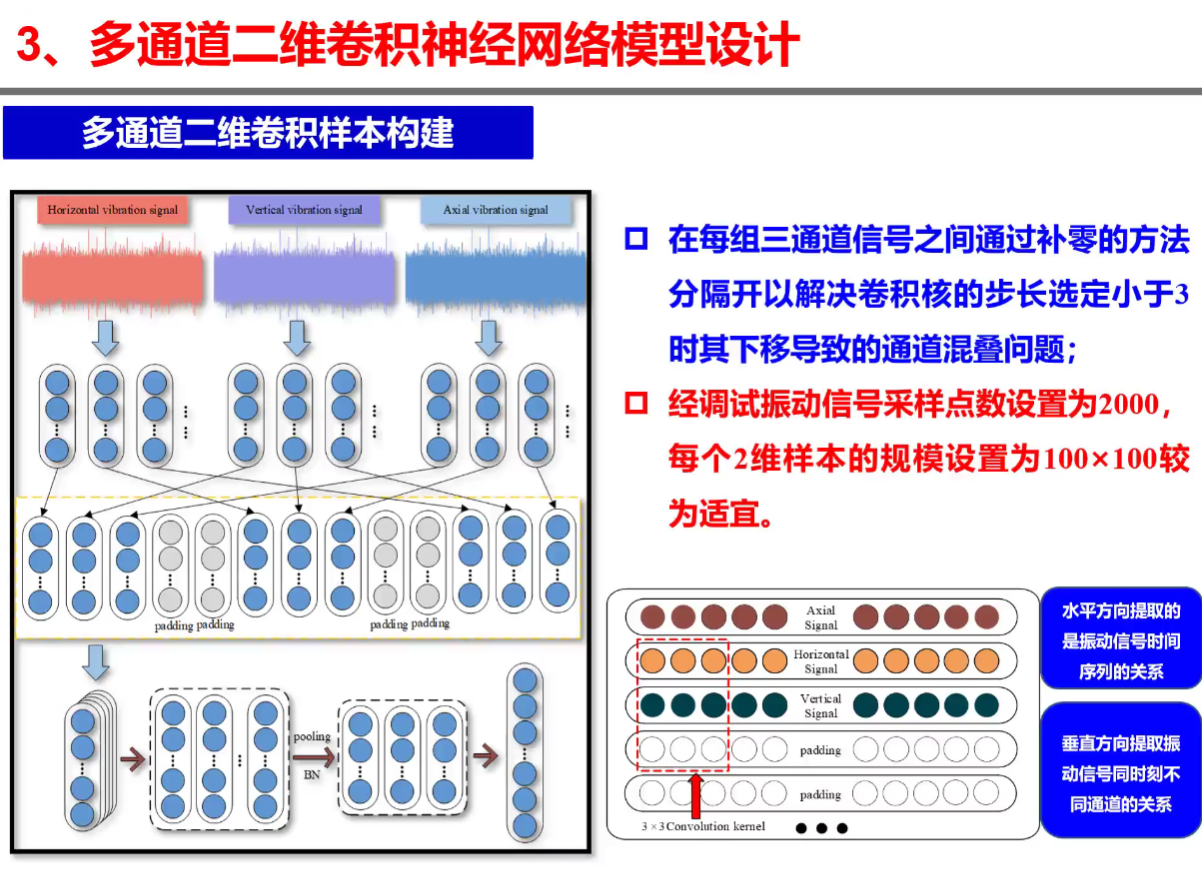 3、多通道二维卷积神经网络模型设计
多通道二维卷积样本构建
Horizontal vibration signal
Vertical vibration signal
Axial vibration signal
padding padding
padding padding
pooling
BN
在每组三通道信号之间通过补零的方法
分隔开以解决卷积核的步长选定小于3
时其下移导致的通道混叠问题；
经调试振动信号采样点数设置为2000，
每个2维样本的规模设置为100×100较
为适宜。
Axial
Signal
Horizontal
Signal
Vertical
Signal
padding
padding
3×3Convolution kernel
水平方向提取的
是振动信号时间
序列的关系
垂直方向提取振
动信号同时刻不
同通道的关系